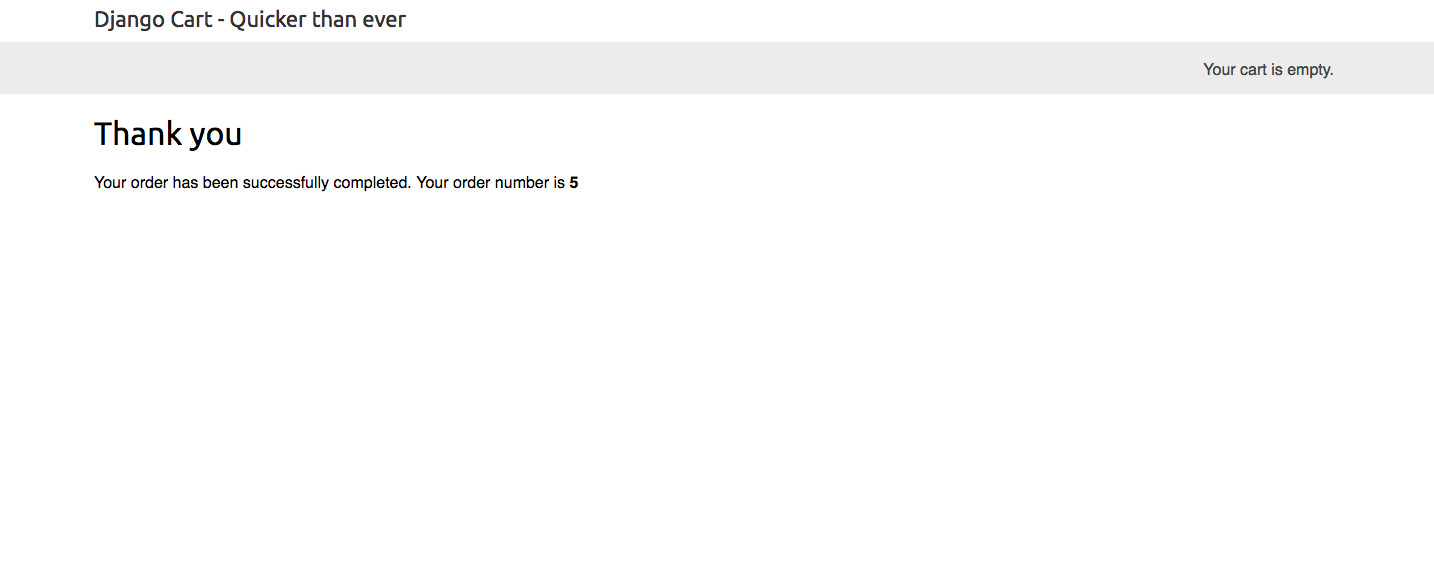 Django Cart - Quicker than ever
Your cart is empty.
Thank you
Your order has been successfully completed. Your order number is 5